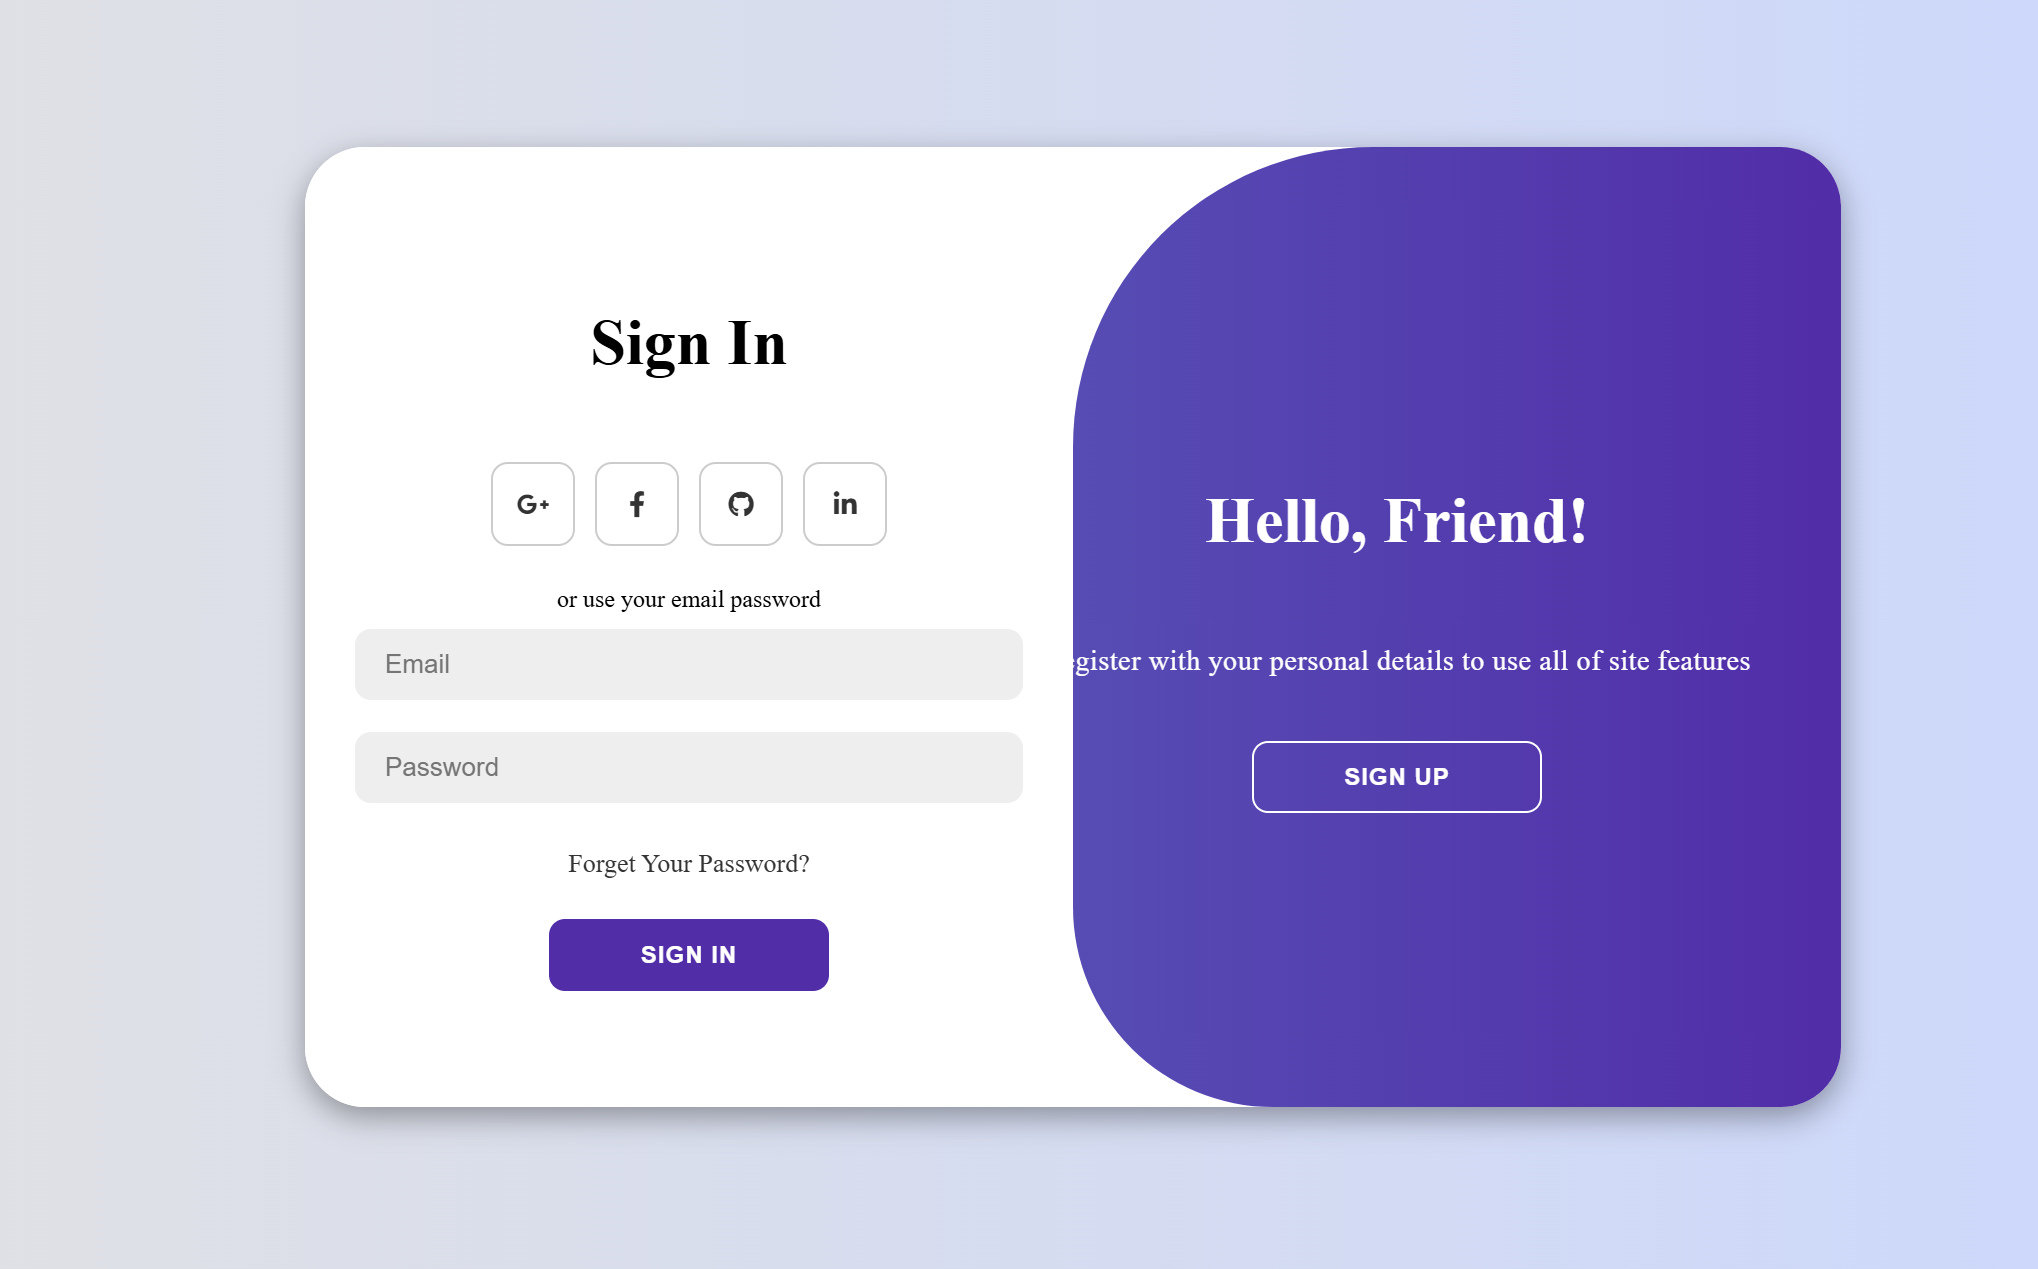 Sign In
G+
f
in
or use your email password
Email
Password
Forget Your Password?
SIGN IN
Hello, Friend!
egister with your personal details to use all of site features
SIGN UP